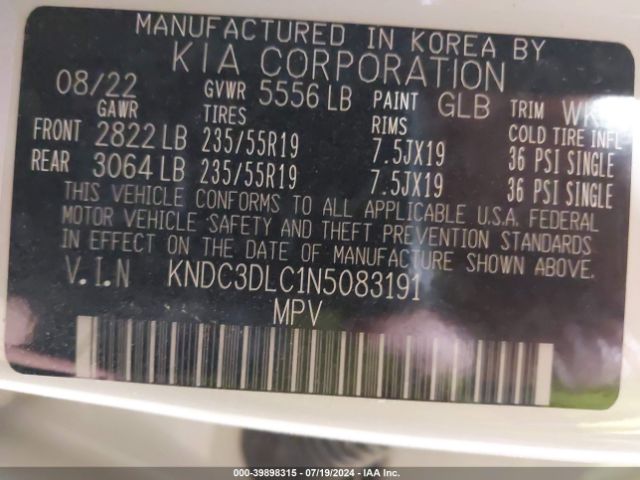 MANUFACTURED IN KOREA BY
KIA CORPORATION
08/22 GVWR 5556 LB PAINT GLB TRIM
GAWR TIRES RIMS COLD TIRE INFL
FRONT 2822 LB 235/55R19 7.5JX19 36 PSI SINGLE
REAR 3064 LB 235/55R19 7.5JX19 36 PSI SINGLE
THIS VEHICLE CONFORMS TO ALL APPLICABLE U.S.A. FEDERAL
MOTOR VEHICLE SAFETY AND THEFT PREVENTION STANDARDS
IN EFFECT ON THE DATE OF MANUFACTURE SHOWN ABOVE.
V.I.N KNDC3DLC1N5083191
MPV
000-39898315 - 07/19/2024 - IAA Inc.